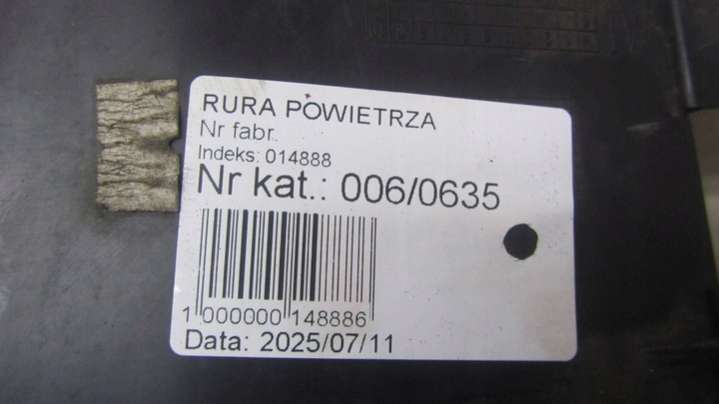 RURA POWIETRZA
Nr fabr.
Indeks: 014888
Nr kat.: 006/0635
1 000000 148886
Data: 2025/07/11